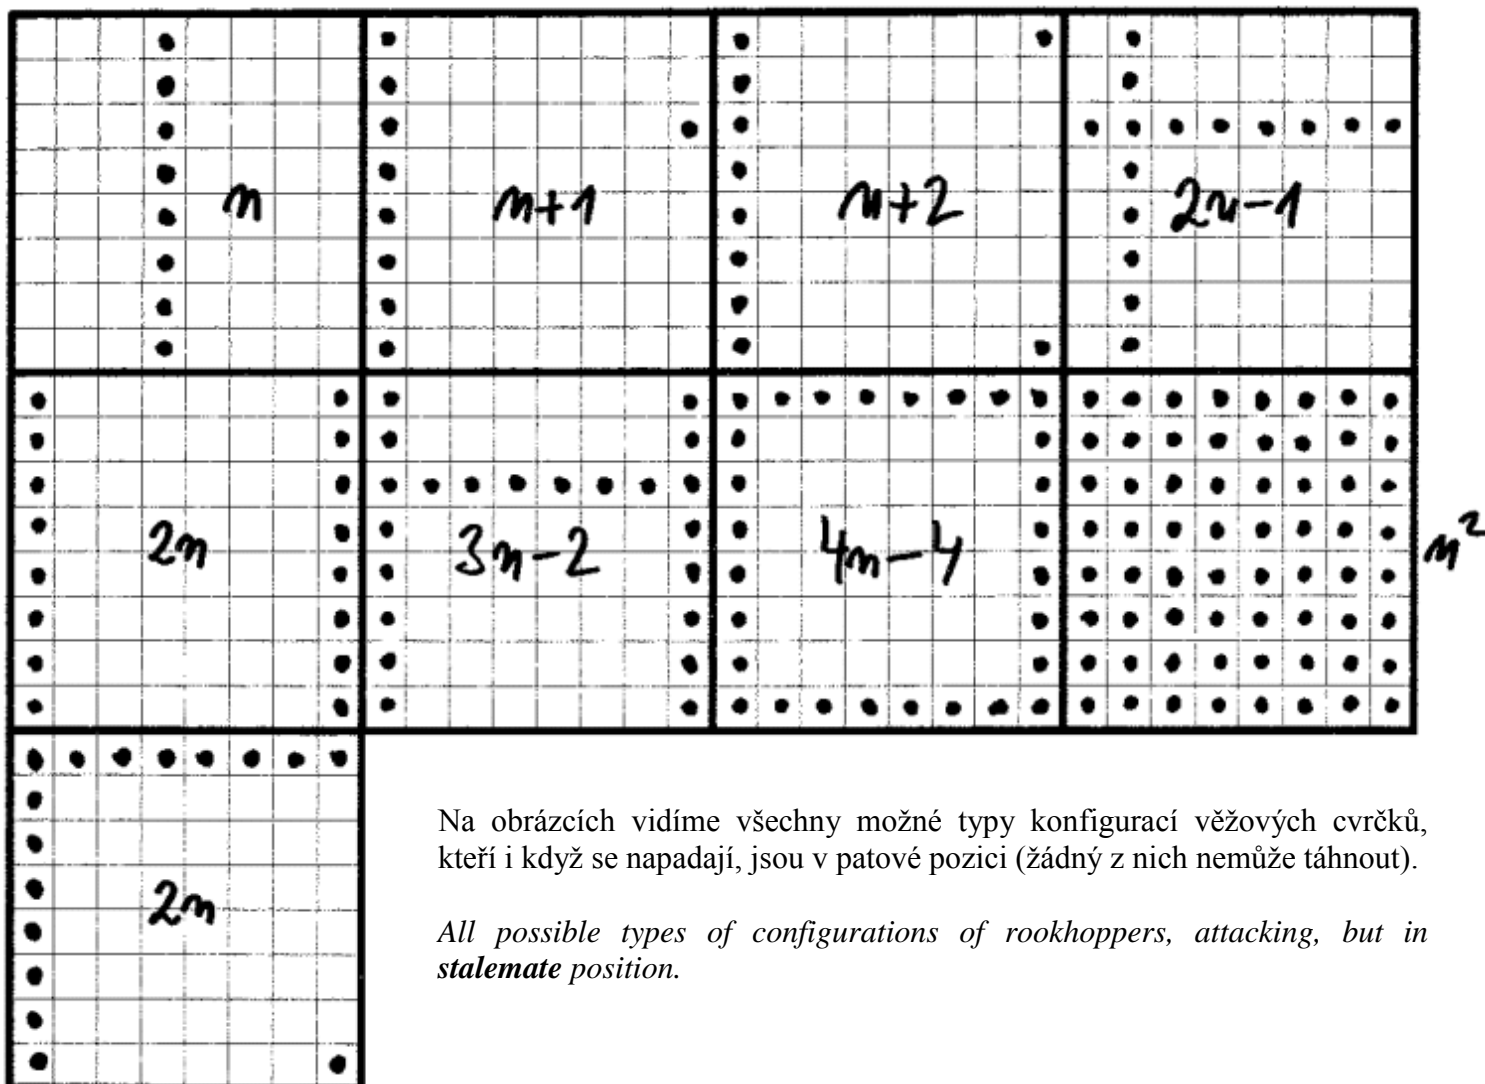 n
n+1
n+2
2n-1
2n
3n-2
4n-4
n²
2n
Na obrázcích vidíme všechny možné typy konfigurací věžových cvrčků,
kteří i když se napadají, jsou v patové pozici (žádný z nich nemůže táhnout).
All possible types of configurations of rookhoppers, attacking, but in
stalemate position.